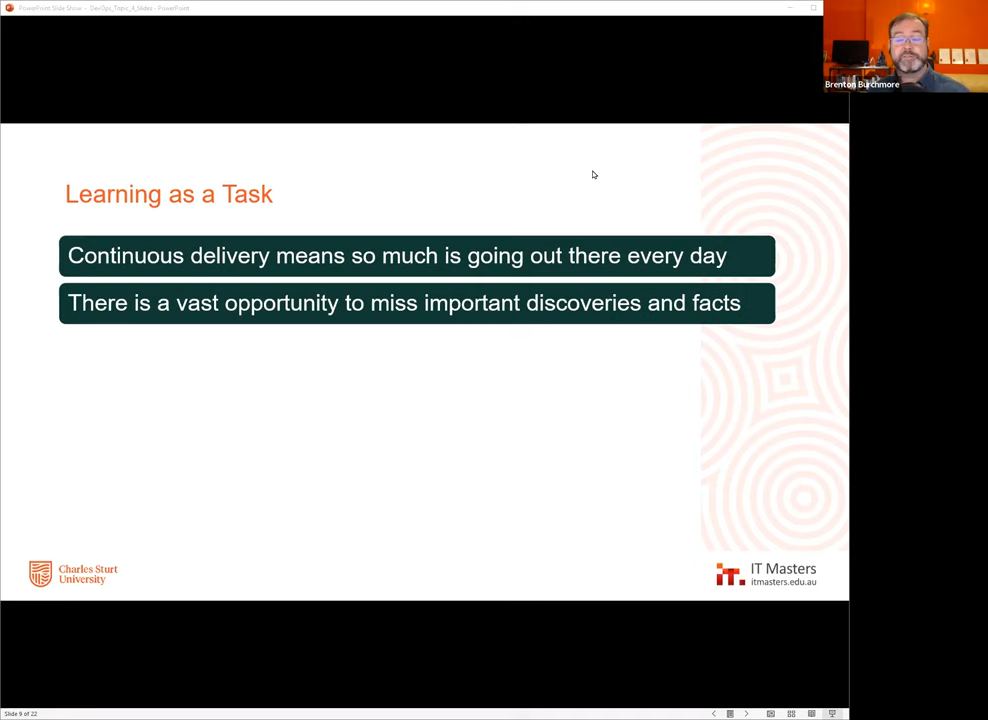 PowerPoint Slide Show - DevOps_Topic_4_Slides - PowerPoint
Brenton Burchmore
Learning as a Task
Continuous delivery means so much is going out there every day
There is a vast opportunity to miss important discoveries and facts
Charles Sturt
University
IT Masters
itmasters.edu.au
Slide 9 of 22